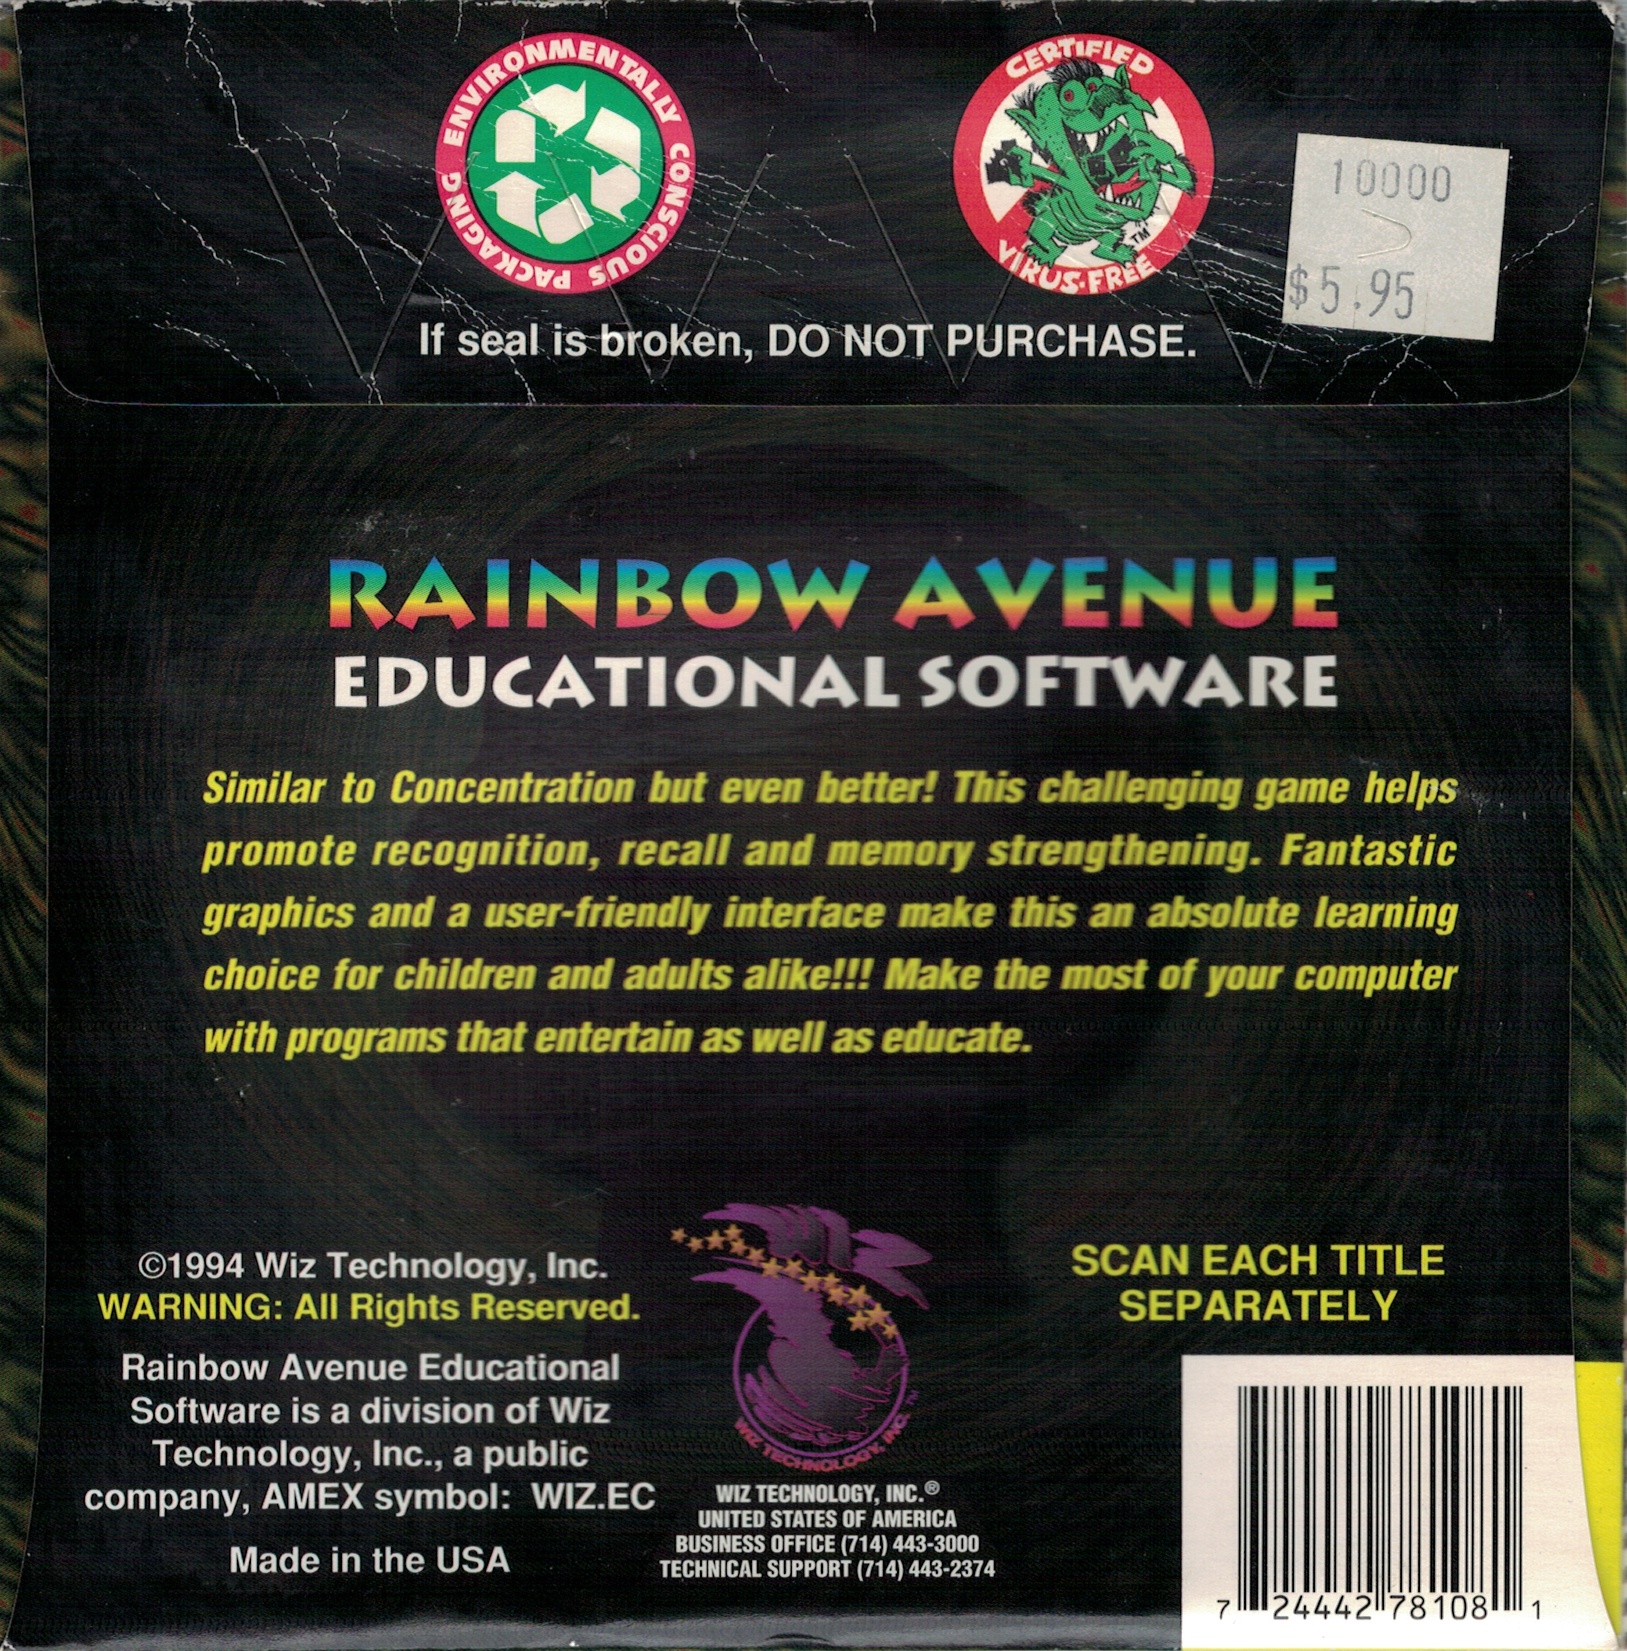 ENVIRONMENTALLY CONSCIOUS PACKAGING
CERTIFIED
VIRUS-FREE
TM
10000
$5.95
If seal is broken, DO NOT PURCHASE.
RAINBOW AVENUE
EDUCATIONAL SOFTWARE
Similar to Concentration but even better! This challenging game helps
promote recognition, recall and memory strengthening. Fantastic
graphics and a user-friendly interface make this an absolute learning
choice for children and adults alike!!! Make the most of your computer
with programs that entertain as well as educate.
©1994 Wiz Technology, Inc.
WARNING: All Rights Reserved.
Rainbow Avenue Educational
Software is a division of Wiz
Technology, Inc., a public
company, AMEX symbol: WIZ.EC
Made in the USA
WIZ TECHNOLOGY, INC. ™
WIZ TECHNOLOGY, INC.®
UNITED STATES OF AMERICA
BUSINESS OFFICE (714) 443-3000
TECHNICAL SUPPORT (714) 443-2374
SCAN EACH TITLE
SEPARATELY
7 24442 78108 1